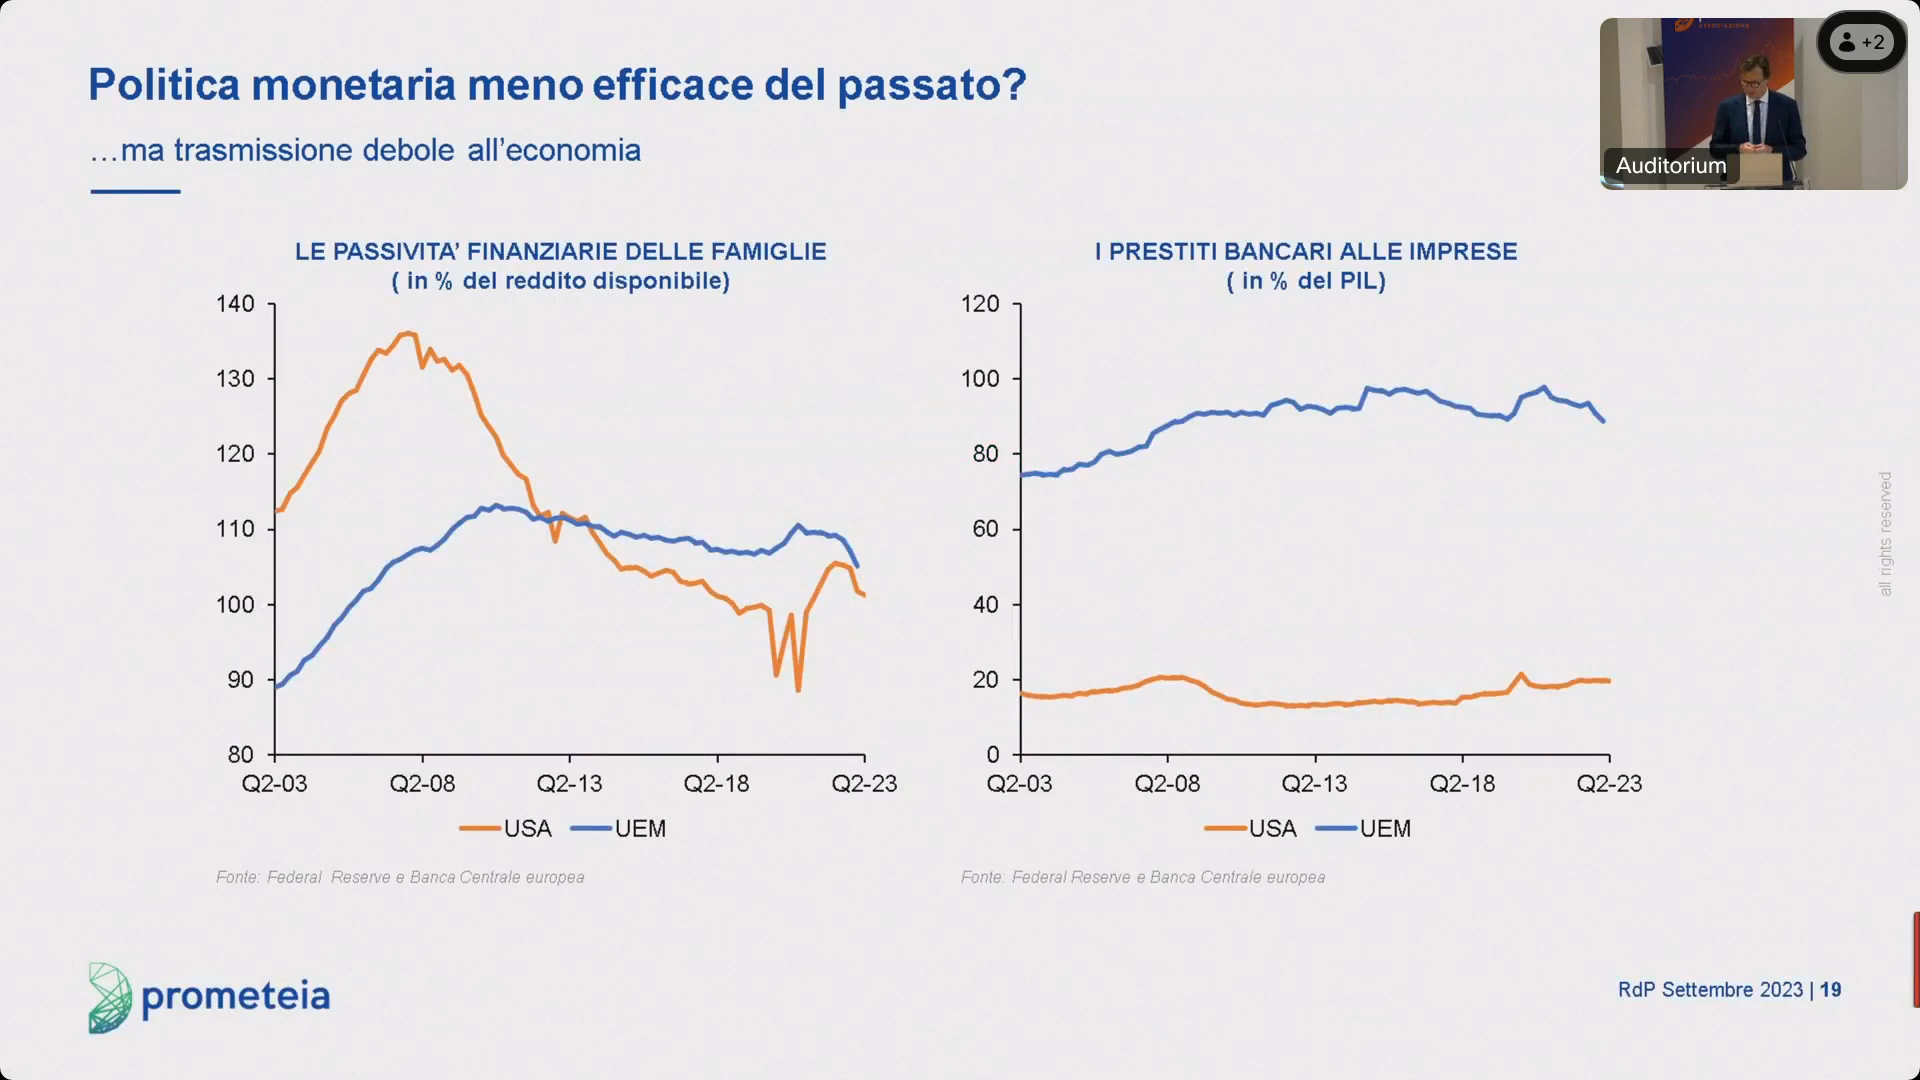 Politica monetaria meno efficace del passato?
…ma trasmissione debole all'economia
+2
Auditorium
LE PASSIVITA' FINANZIARIE DELLE FAMIGLIE
( in % del reddito disponibile)
140
130
120
110
100
90
80
Q2-03 Q2-08 Q2-13 Q2-18 Q2-23
USA UEM
Fonte: Federal Reserve e Banca Centrale europea
I PRESTITI BANCARI ALLE IMPRESE
( in % del PIL)
120
100
80
60
40
20
0
Q2-03 Q2-08 Q2-13 Q2-18 Q2-23
USA UEM
Fonte: Federal Reserve e Banca Centrale europea
all rights reserved
prometeia
RdP Settembre 2023 | 19